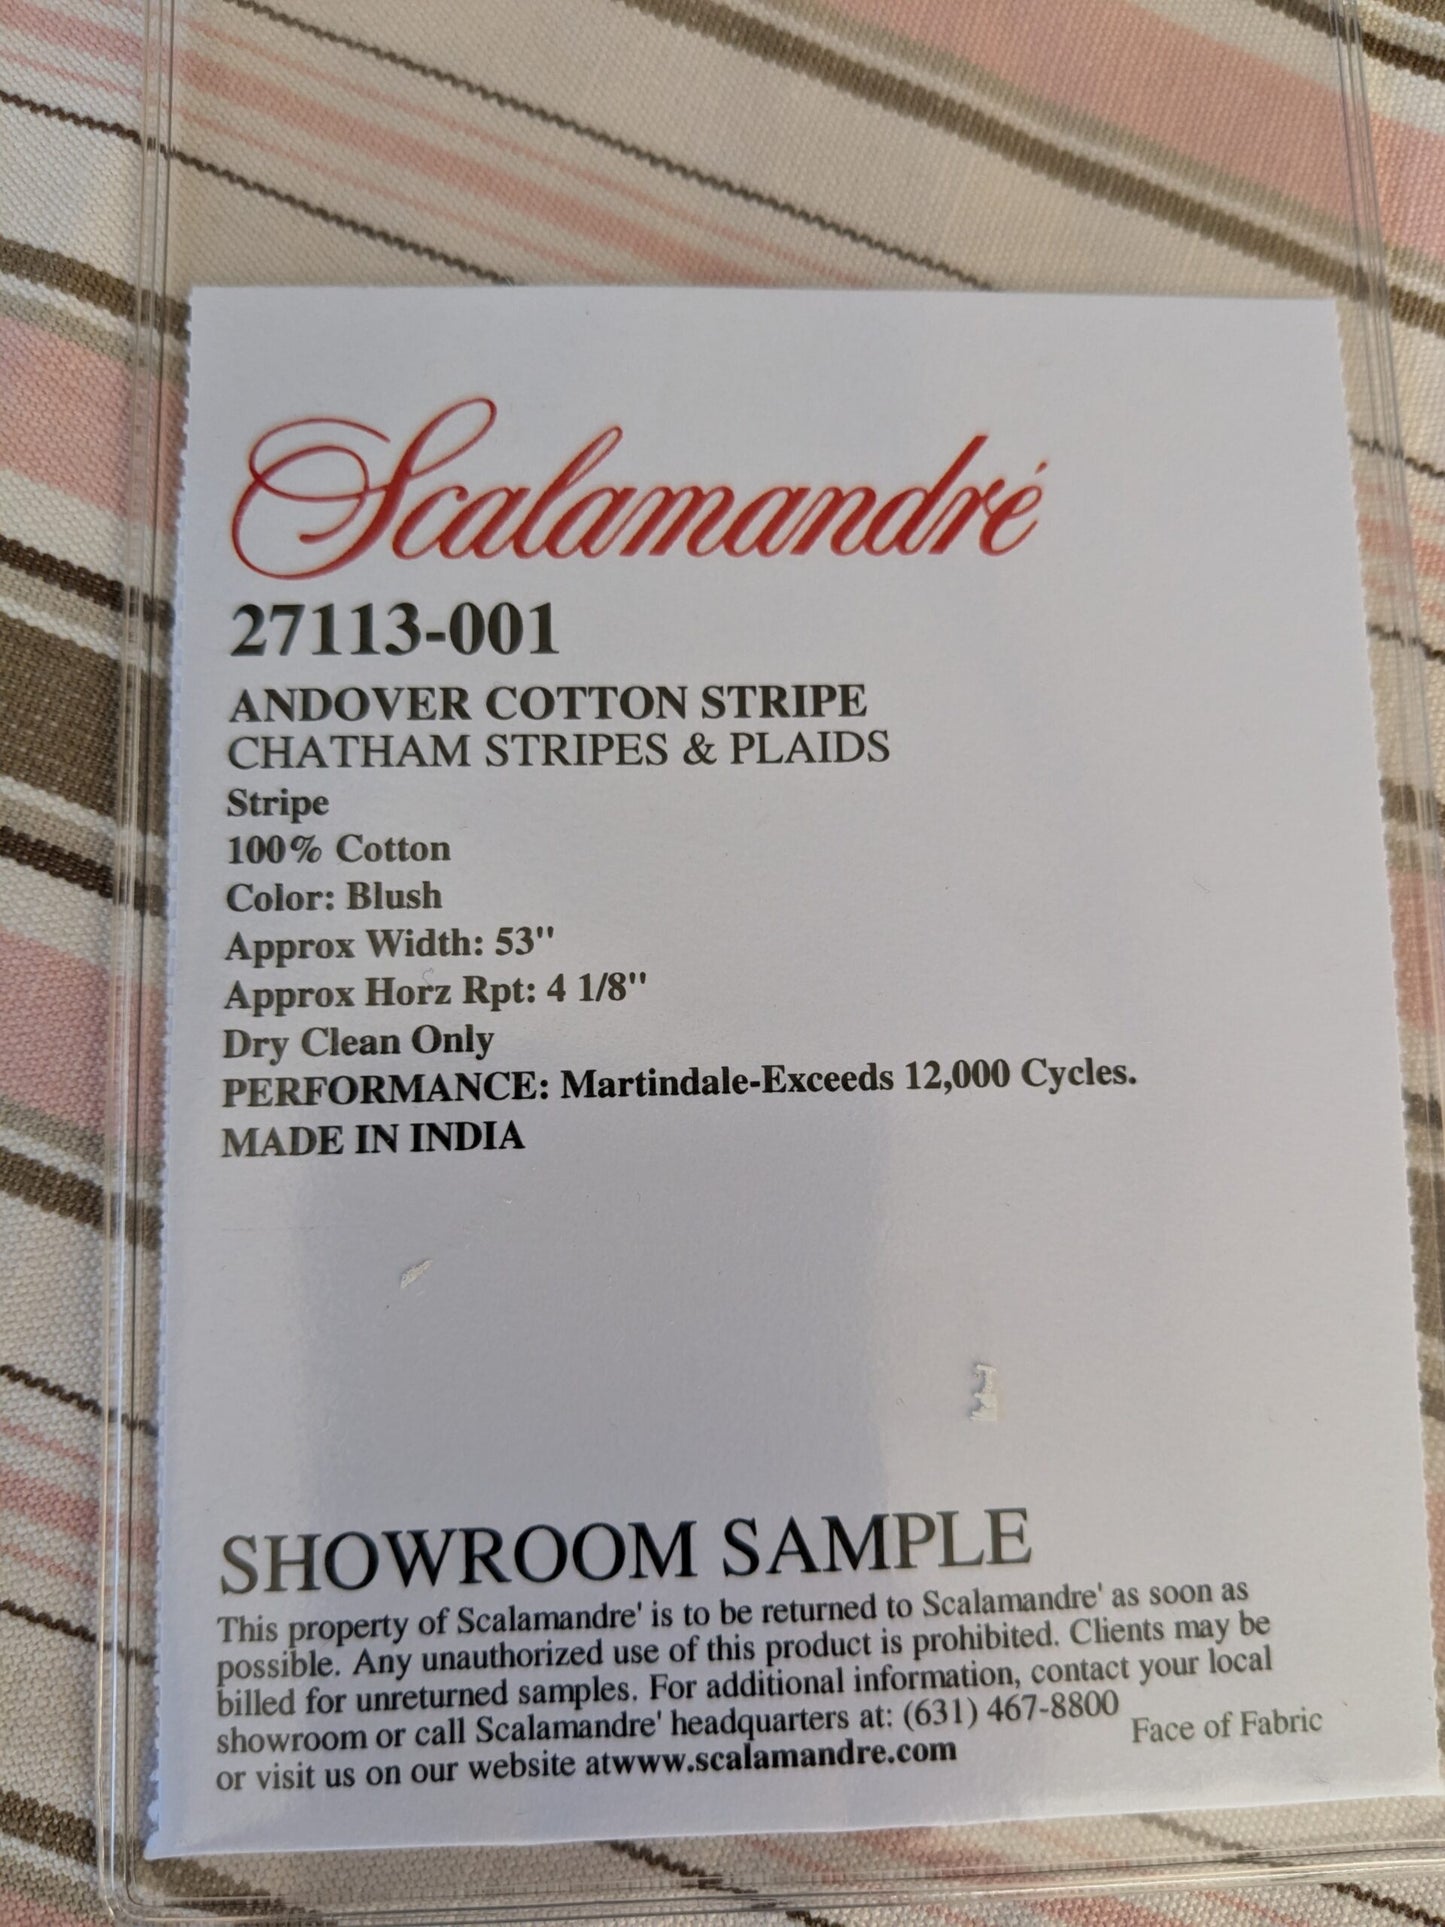 Scalamandré
27113-001
ANDOVER COTTON STRIPE
CHATHAM STRIPES & PLAIDS
Stripe
100% Cotton
Color: Blush
Approx Width: 53"
Approx Horz Rpt: 4 1/8"
Dry Clean Only
PERFORMANCE: Martindale-Exceeds 12,000 Cycles.
MADE IN INDIA
SHOWROOM SAMPLE
This property of Scalamandre' is to be returned to Scalamandre' as soon as
possible. Any unauthorized use of this product is prohibited. Clients may be
billed for unreturned samples. For additional information, contact your local
showroom or call Scalamandre' headquarters at: (631) 467-8800
or visit us on our website atwww.scalamandre.com
Face of Fabric